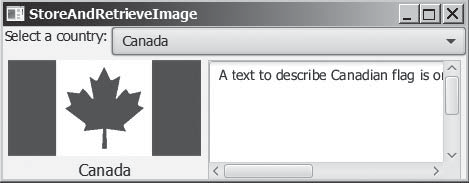 StoreAndRetrieveImage
Select a country: Canada
A text to describe Canadian flag is
Canada